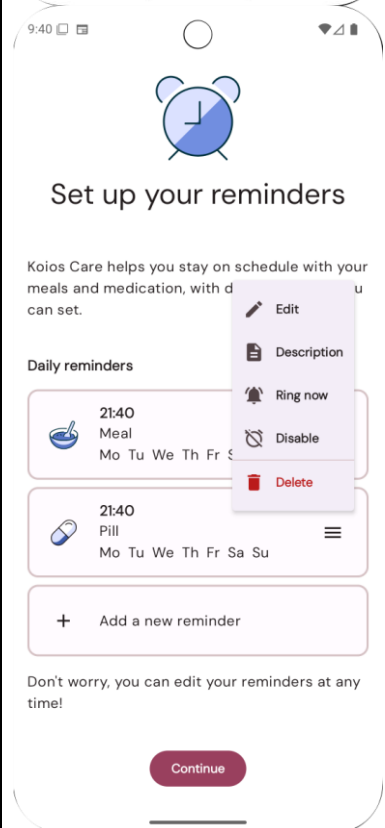 9:40
Set up your reminders
Koios Care helps you stay on schedule with your
meals and medication, with d
u
can set.
Edit
Description
Ring now
Disable
Delete
Daily reminders
21:40
Meal
Mo Tu We Th Fr
21:40
Pill
Mo Tu We Th Fr Sa Su
+ Add a new reminder
Don't worry, you can edit your reminders at any
time!
Continue